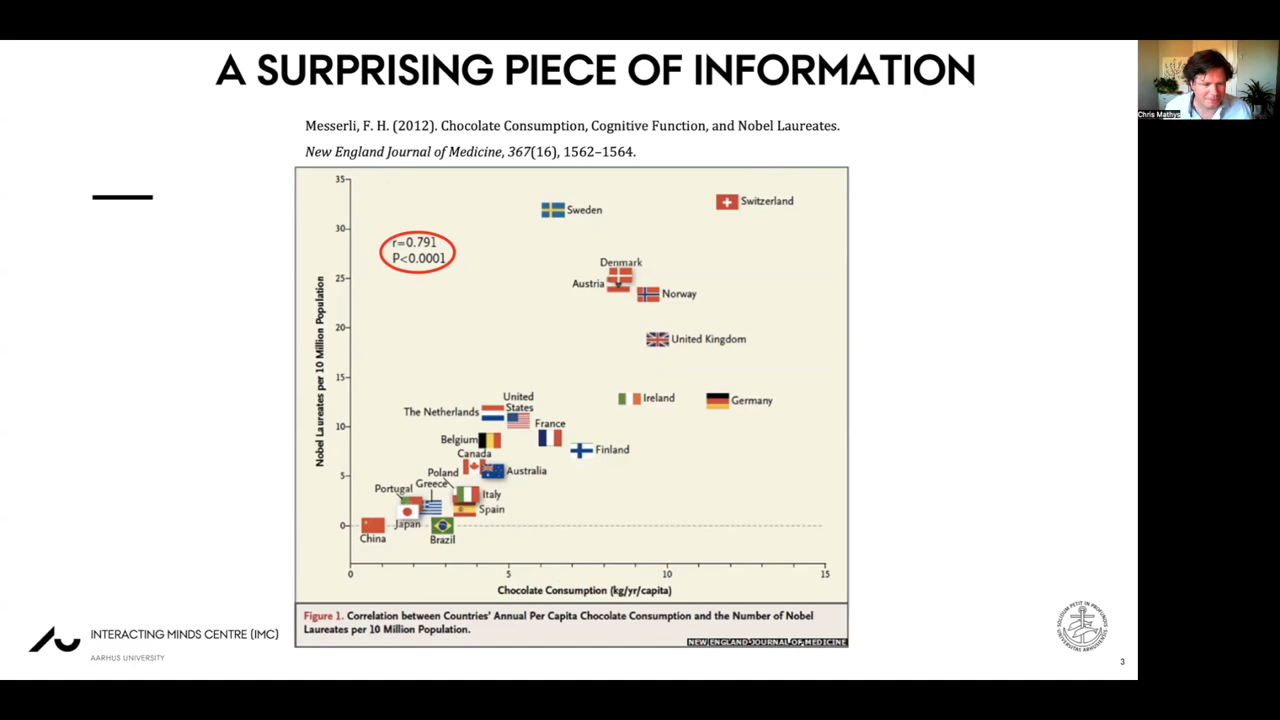 A SURPRISING PIECE OF INFORMATION
Chris Mathys
Messerli, F. H. (2012). Chocolate Consumption, Cognitive Function, and Nobel Laureates.
New England Journal of Medicine, 367(16), 1562–1564.
35
30
25
20
15
10
5
0
Nobel Laureates per 10 Million Population
r=0.791
P<0.0001
Sweden
Switzerland
Denmark
Austria
Norway
United Kingdom
Ireland
Germany
United
States
The Netherlands
France
Belgium
Finland
Canada
Australia
Poland
Greece
Portugal
Italy
Spain
Japan
China
Brazil
0
5
10
15
Chocolate Consumption (kg/yr/capita)
Figure 1. Correlation between Countries' Annual Per Capita Chocolate Consumption and the Number of Nobel
Laureates per 10 Million Population.
NEW ENGLAND JOURNAL OF MEDICINE
INTERACTING MINDS CENTRE (IMC)
AARHUS UNIVERSITY
3